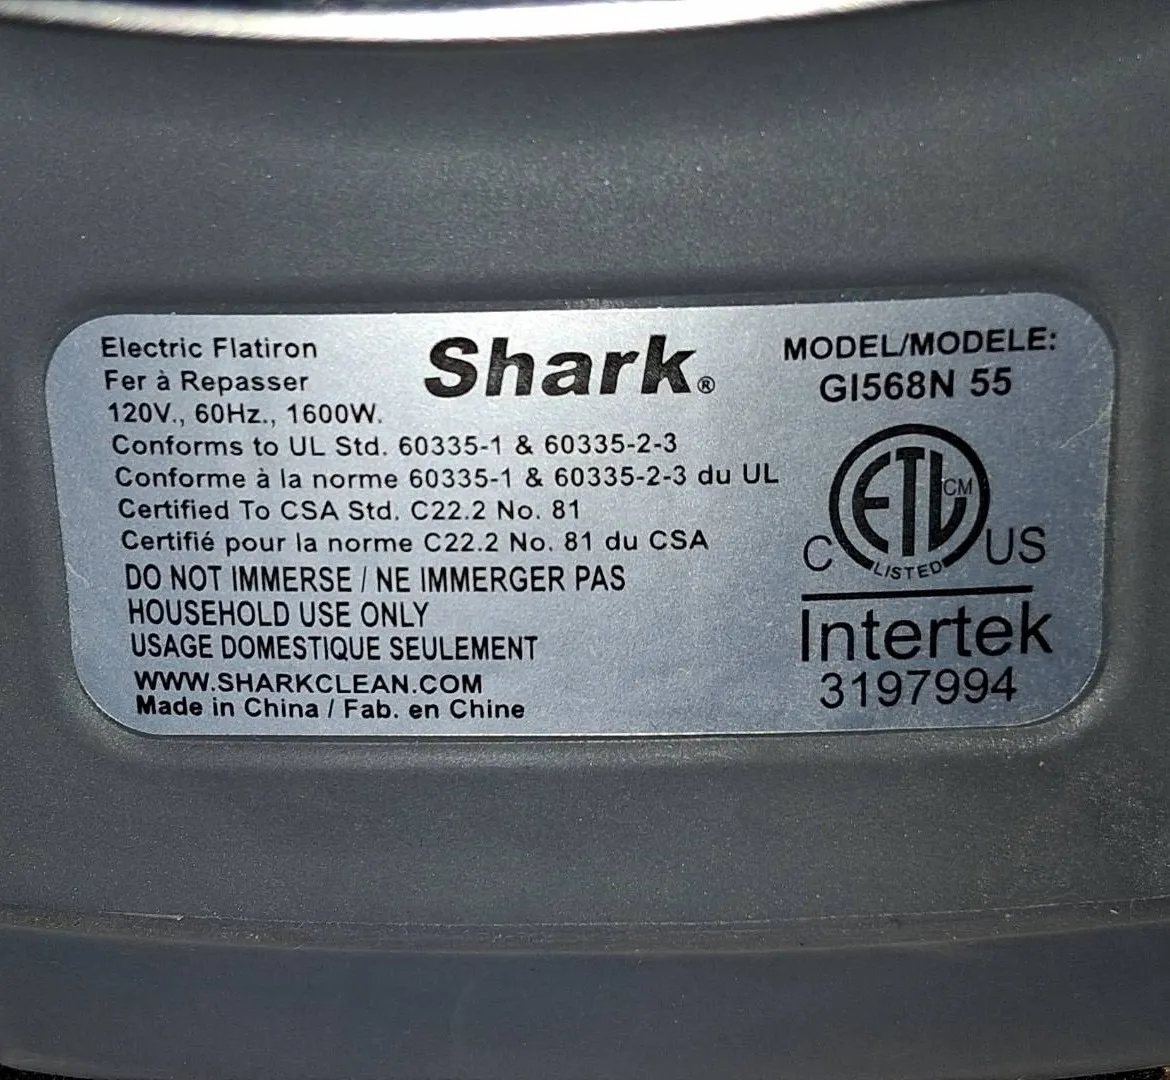 Electric Flatiron
Fer à Repasser
120V., 60Hz., 1600W.
Shark®
MODEL/MODELE:
GI568N 55
Conforms to UL Std. 60335-1 & 60335-2-3
Conforme à la norme 60335-1 & 60335-2-3 du UL
Certified To CSA Std. C22.2 No. 81
Certifié pour la norme C22.2 No. 81 du CSA
DO NOT IMMERSE / NE IMMERGER PAS
HOUSEHOLD USE ONLY
USAGE DOMESTIQUE SEULEMENT
WWW.SHARKCLEAN.COM
Made in China / Fab. en Chine
ETL CM
C US
LISTED
Intertek
3197994